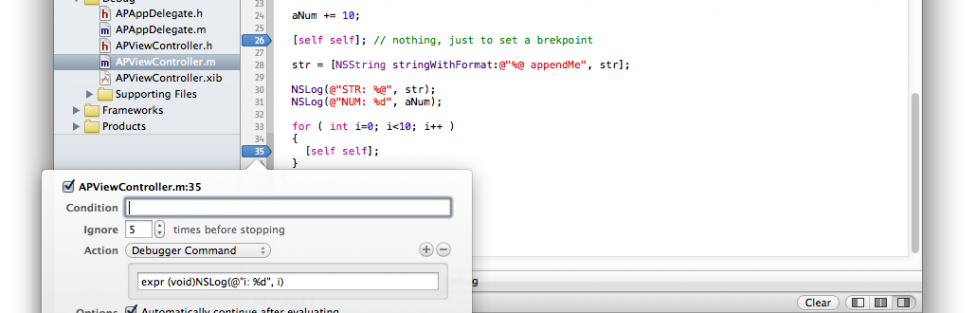 Debug
APAppDelegate.h
APAppDelegate.m
APViewController.h
APViewController.m
APViewController.xib
Supporting Files
Frameworks
Products
23
24 aNum += 10;
25
26 [self self]; // nothing, just to set a brekpoint
27
28 str = [NSString stringWithFormat:@"%@ appendMe", str];
29
30 NSLog(@"STR: %@", str);
31 NSLog(@"NUM: %d", aNum);
32
33 for ( int i=0; i<10; i++ )
34 {
35 [self self];
}
APViewController.m:35
Condition
Ignore 5 times before stopping
Action Debugger Command
expr (void)NSLog(@"i: %d", i)
Options Automatically continue after evaluating
Clear